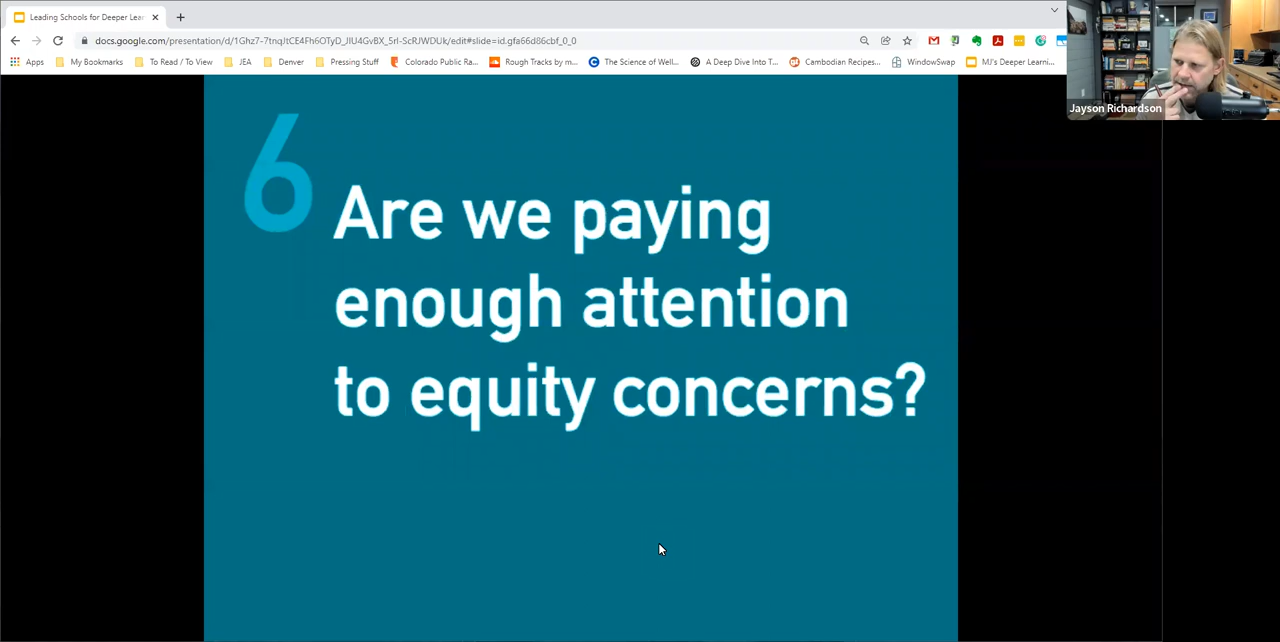 Leading Schools for Deeper Lear
docs.google.com/presentation/d/1Ghz7-7tnqJtCE4Fh6OTyD_JIU4GvBX_5rI-ScRJWDUk/edit#slide=id.gfa66d86cbf_0_0
Apps My Bookmarks To Read / To View JEA Denver Pressing Stuff Colorado Public Ra... Rough Tracks by m... The Science of Well... A Deep Dive Into T... Cambodian Recipes... WindowSwap MJ's Deeper Learni...
Jayson Richardson
6
Are we paying
enough attention
to equity concerns?